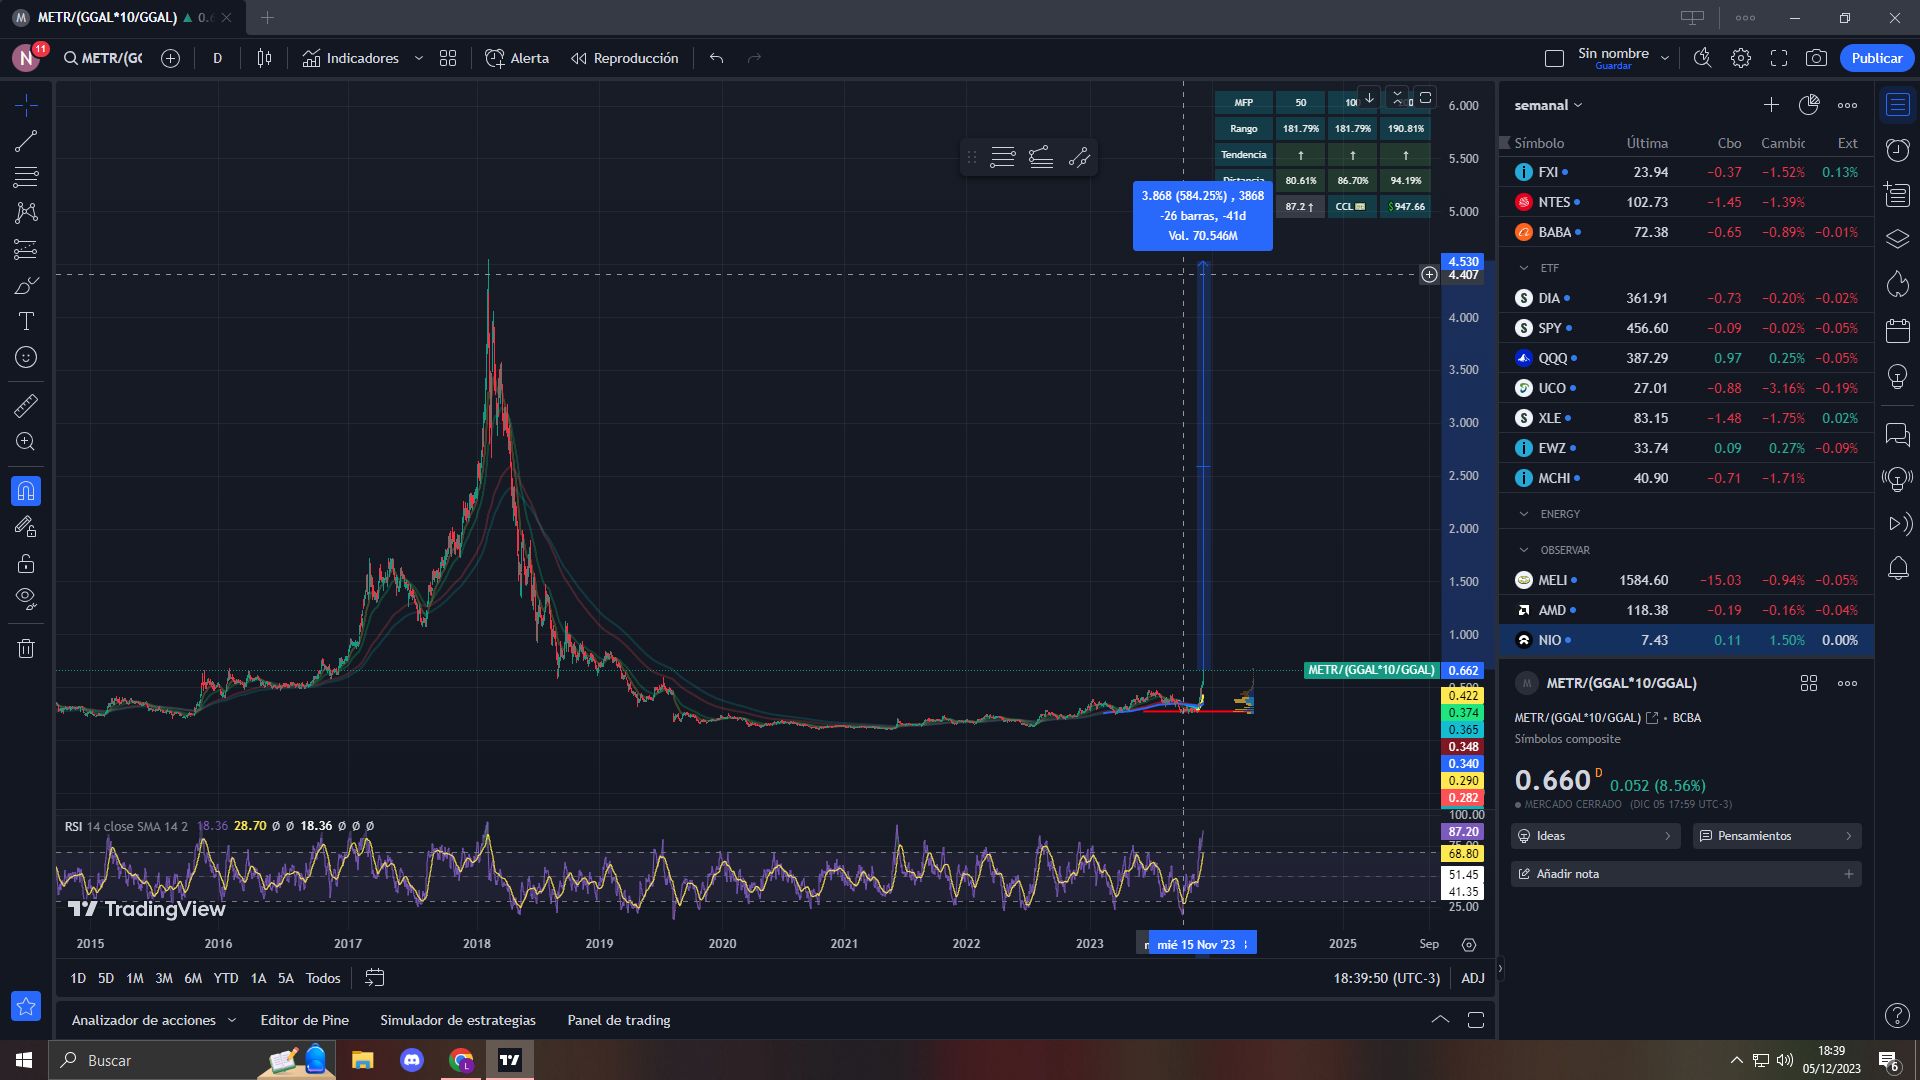 METR/(GGAL*10/GGAL) ▲ 0.6
N 11
METR/(GG
D
Indicadores
Alerta
Reproducción
Sin nombre
Guardar
Publicar
MFP 50 100
Rango 181.79% 181.79% 190.81%
Tendencia ↑ ↑ ↑
Distancia 80.61% 86.70% 94.19%
87.2 ↑ CCL $ 947.66
3.868 (584.25%) , 3868
-26 barras, -41d
Vol. 70.546M
6.000
5.500
5.000
4.530
4.407
4.000
3.500
3.000
2.500
2.000
1.500
1.000
METR/(GGAL*10/GGAL) 0.662
0.500
0.422
0.374
0.365
0.348
0.340
0.290
0.282
RSI 14 close SMA 14 2 18.36 28.70 Ø Ø 18.36 Ø Ø Ø
100.00
87.20
75.00
68.80
51.45
41.35
25.00
TradingView
2015 2016 2017 2018 2019 2020 2021 2022 2023 mié 15 Nov '23 2025 Sep
1D 5D 1M 3M 6M YTD 1A 5A Todos
18:39:50 (UTC-3) ADJ
Analizador de acciones
Editor de Pine
Simulador de estrategias
Panel de trading
semanal
Símbolo Última Cbo Cambic Ext
FXI 23.94 −0.37 −1.52% 0.13%
NTES 102.73 −1.45 −1.39%
BABA 72.38 −0.65 −0.89% −0.01%
ETF
DIA 361.91 −0.73 −0.20% −0.02%
SPY 456.60 −0.09 −0.02% −0.05%
QQQ 387.29 0.97 0.25% −0.05%
UCO 27.01 −0.88 −3.16% −0.19%
XLE 83.15 −1.48 −1.75% 0.02%
EWZ 33.74 0.09 0.27% −0.09%
MCHI 40.90 −0.71 −1.71%
ENERGY
OBSERVAR
MELI 1584.60 −15.03 −0.94% −0.05%
AMD 118.38 −0.19 −0.16% −0.04%
NIO 7.43 0.11 1.50% 0.00%
M METR/(GGAL*10/GGAL)
METR/(GGAL*10/GGAL) • BCBA
Símbolos composite
0.660 D 0.052 (8.56%)
MERCADO CERRADO (DIC 05 17:59 UTC-3)
Ideas
Pensamientos
Añadir nota
Buscar
18:39
05/12/2023
6